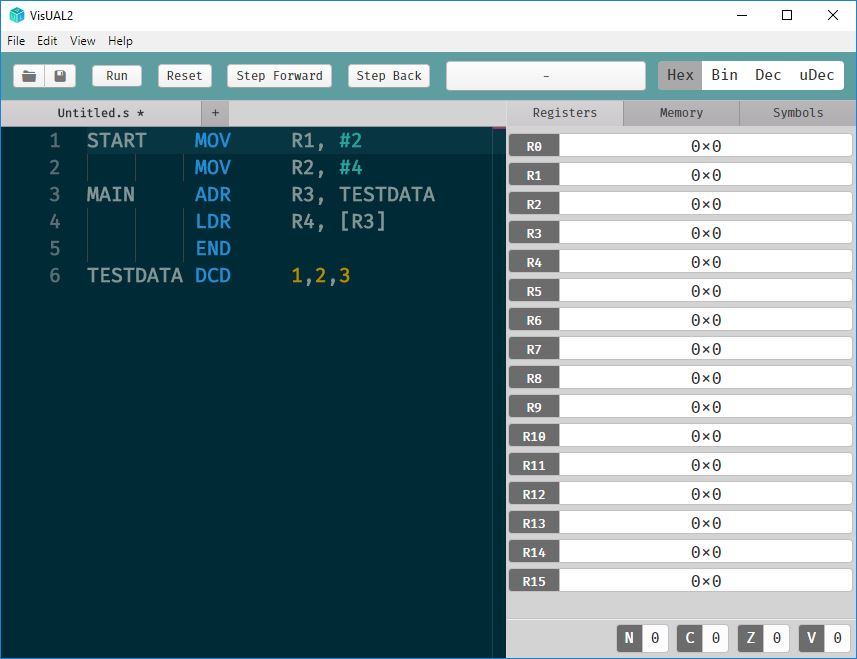 VisUAL2
File Edit View Help
Run Reset Step Forward Step Back - Hex Bin Dec uDec
Untitled.s * + Registers Memory Symbols
1 START MOV R1, #2
2 MOV R2, #4
3 MAIN ADR R3, TESTDATA
4 LDR R4, [R3]
5 END
6 TESTDATA DCD 1,2,3
R0 0×0
R1 0×0
R2 0×0
R3 0×0
R4 0×0
R5 0×0
R6 0×0
R7 0×0
R8 0×0
R9 0×0
R10 0×0
R11 0×0
R12 0×0
R13 0×0
R14 0×0
R15 0×0
N 0 C 0 Z 0 V 0